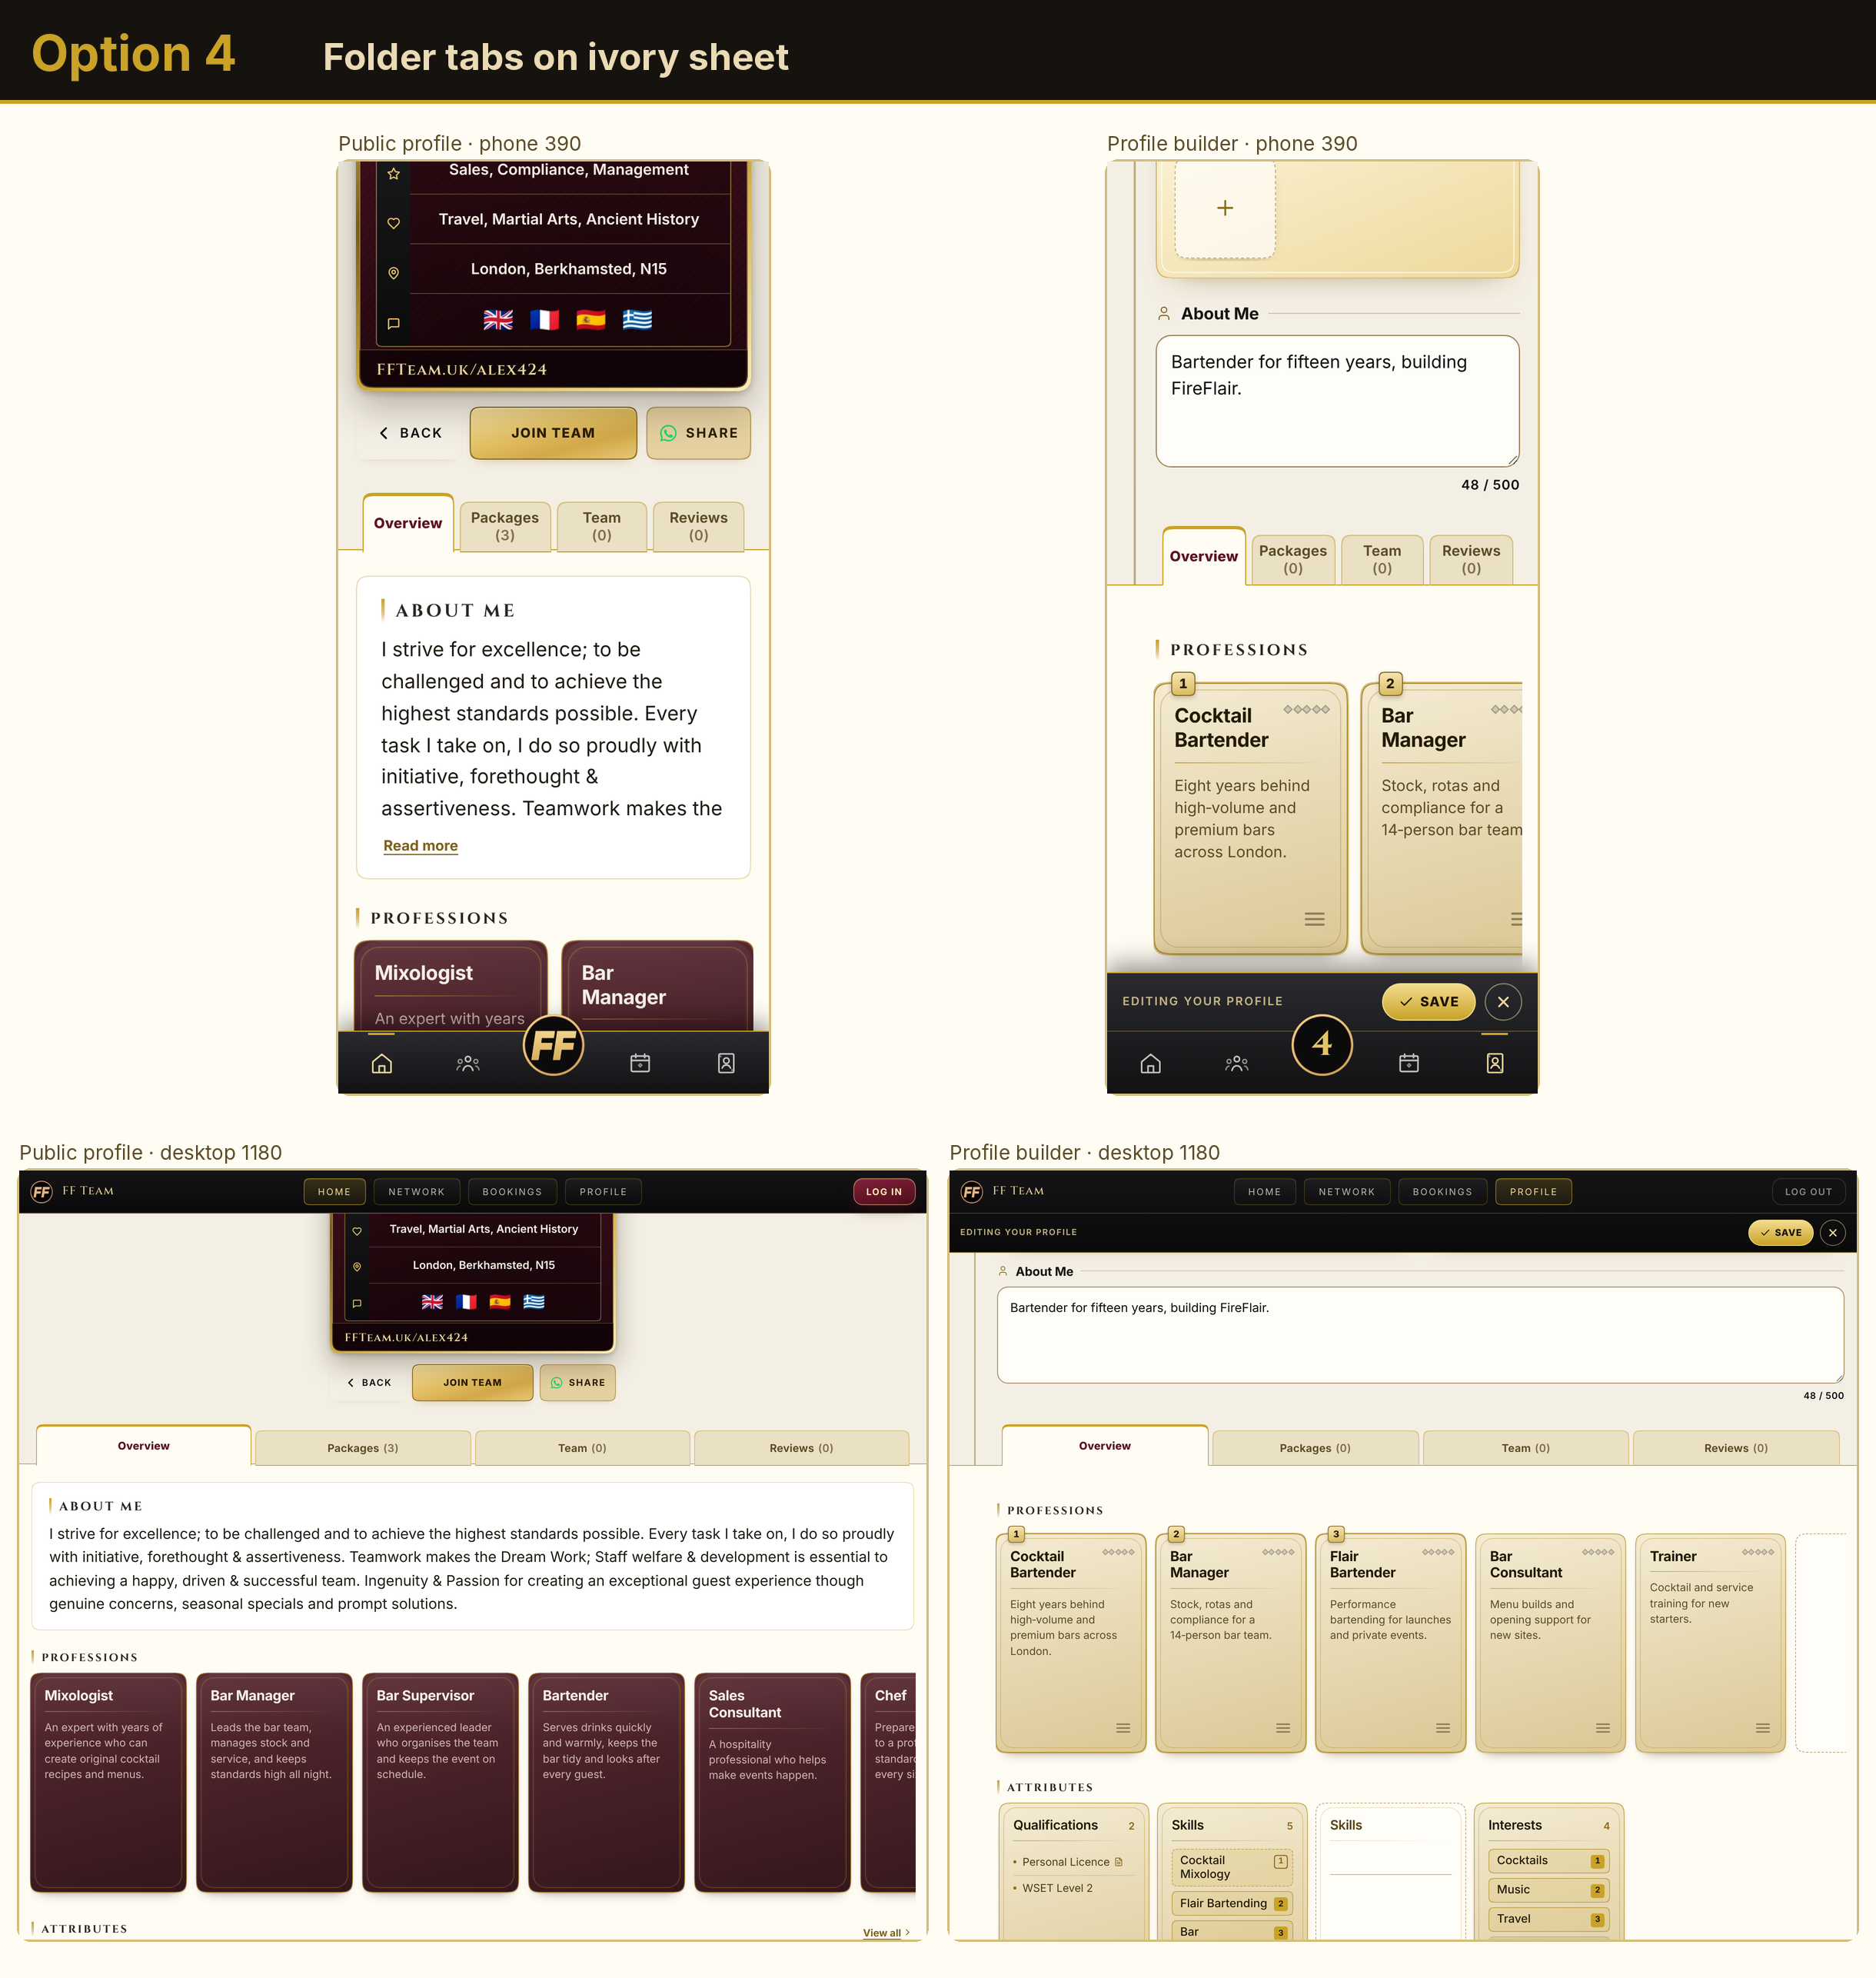 Option 4
Folder tabs on ivory sheet
Public profile · phone 390
Sales, Compliance, Management
Travel, Martial Arts, Ancient History
London, Berkhamsted, N15
FFTeam.uk/alex424
BACK
JOIN TEAM
SHARE
Overview
Packages
(3)
Team
(0)
Reviews
(0)
ABOUT ME
I strive for excellence; to be
challenged and to achieve the
highest standards possible. Every
task I take on, I do so proudly with
initiative, forethought &
assertiveness. Teamwork makes the
Read more
PROFESSIONS
Mixologist
An expert with years
Bar
Manager
FF
Profile builder · phone 390
About Me
Bartender for fifteen years, building
FireFlair.
48 / 500
Overview
Packages
(0)
Team
(0)
Reviews
(0)
PROFESSIONS
1
Cocktail
Bartender
Eight years behind
high-volume and
premium bars
across London.
2
Bar
Manager
Stock, rotas and
compliance for a
14-person bar team
EDITING YOUR PROFILE
SAVE
4
Public profile · desktop 1180
FF
FF Team
HOME
NETWORK
BOOKINGS
PROFILE
LOG IN
Travel, Martial Arts, Ancient History
London, Berkhamsted, N15
FFTeam.uk/alex424
BACK
JOIN TEAM
SHARE
Overview
Packages (3)
Team (0)
Reviews (0)
ABOUT ME
I strive for excellence; to be challenged and to achieve the highest standards possible. Every task I take on, I do so proudly
with initiative, forethought & assertiveness. Teamwork makes the Dream Work; Staff welfare & development is essential to
achieving a happy, driven & successful team. Ingenuity & Passion for creating an exceptional guest experience though
genuine concerns, seasonal specials and prompt solutions.
PROFESSIONS
Mixologist
An expert with years of
experience who can
create original cocktail
recipes and menus.
Bar Manager
Leads the bar team,
manages stock and
service, and keeps
standards high all night.
Bar Supervisor
An experienced leader
who organises the team
and keeps the event on
schedule.
Bartender
Serves drinks quickly
and warmly, keeps the
bar tidy and looks after
every guest.
Sales
Consultant
A hospitality
professional who helps
make events happen.
Chef
Prepare
to a prof
standard
every si
ATTRIBUTES
View all
Profile builder · desktop 1180
FF
FF Team
HOME
NETWORK
BOOKINGS
PROFILE
LOG OUT
EDITING YOUR PROFILE
SAVE
About Me
Bartender for fifteen years, building FireFlair.
48 / 500
Overview
Packages (0)
Team (0)
Reviews (0)
PROFESSIONS
1
Cocktail
Bartender
Eight years behind
high-volume and
premium bars across
London.
2
Bar
Manager
Stock, rotas and
compliance for a
14-person bar team.
3
Flair
Bartender
Performance
bartending for launches
and private events.
Bar
Consultant
Menu builds and
opening support for
new sites.
Trainer
Cocktail and service
training for new
starters.
ATTRIBUTES
Qualifications 2
Personal Licence
WSET Level 2
Skills 5
Cocktail
Mixology
1
Flair Bartending 2
Bar 3
Skills
Interests 4
Cocktails 1
Music 2
Travel 3